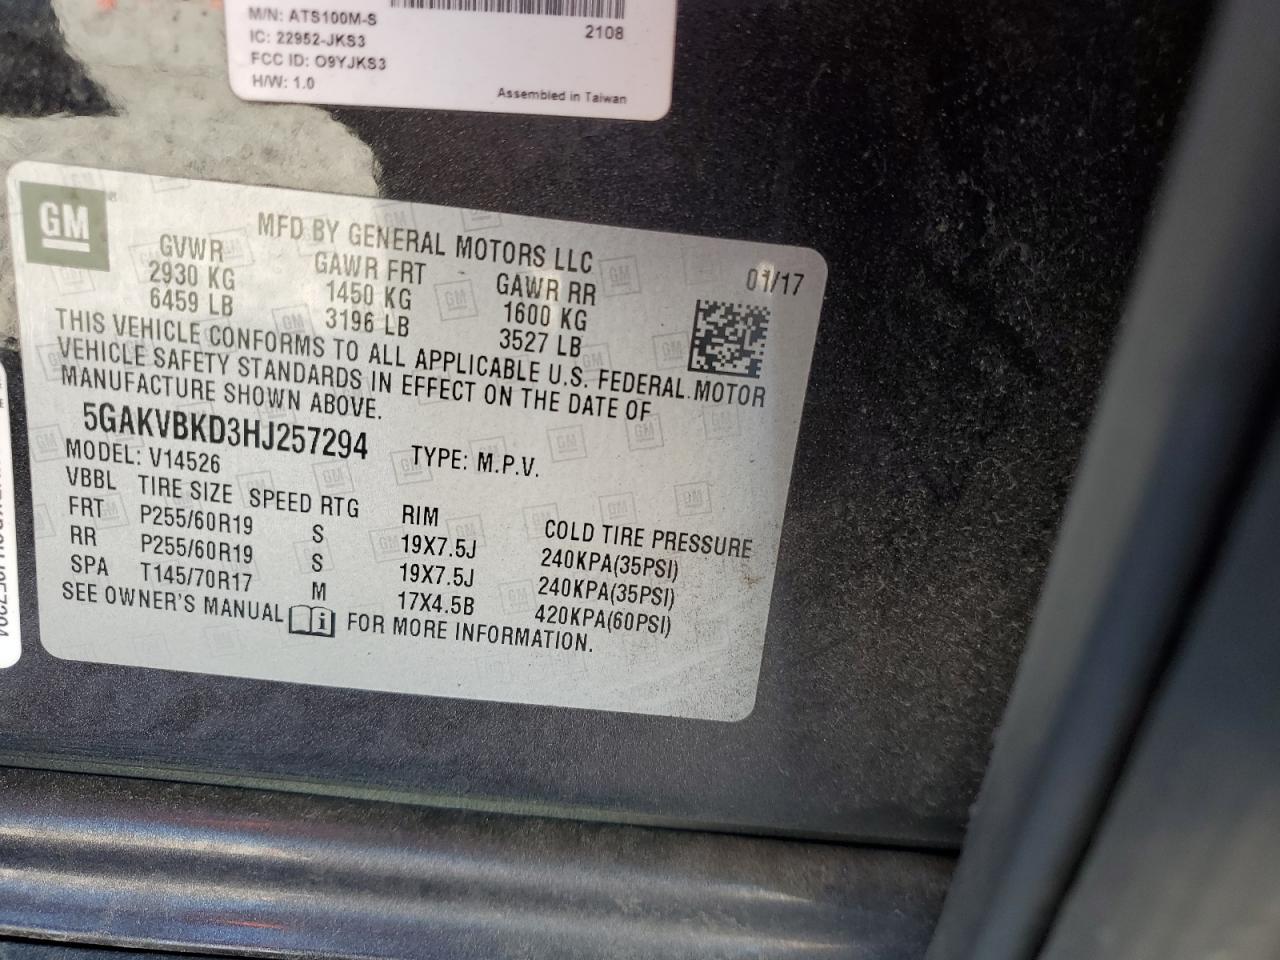 M/N: ATS100M-S
2108
IC: 22952-JKS3
FCC ID: O9YJKS3
H/W: 1.0
Assembled in Taiwan
GM
MFD BY GENERAL MOTORS LLC
01/17
GVWR GAWR FRT GAWR RR
2930 KG 1450 KG 1600 KG
6459 LB 3196 LB 3527 LB
THIS VEHICLE CONFORMS TO ALL APPLICABLE U.S. FEDERAL MOTOR
VEHICLE SAFETY STANDARDS IN EFFECT ON THE DATE OF
MANUFACTURE SHOWN ABOVE.
5GAKVBKD3HJ257294 TYPE: M.P.V.
MODEL: V14526
VBBL TIRE SIZE SPEED RTG RIM COLD TIRE PRESSURE
FRT P255/60R19 S 19X7.5J 240KPA(35PSI)
RR P255/60R19 S 19X7.5J 240KPA(35PSI)
SPA T145/70R17 M 17X4.5B 420KPA(60PSI)
SEE OWNER'S MANUAL i FOR MORE INFORMATION.